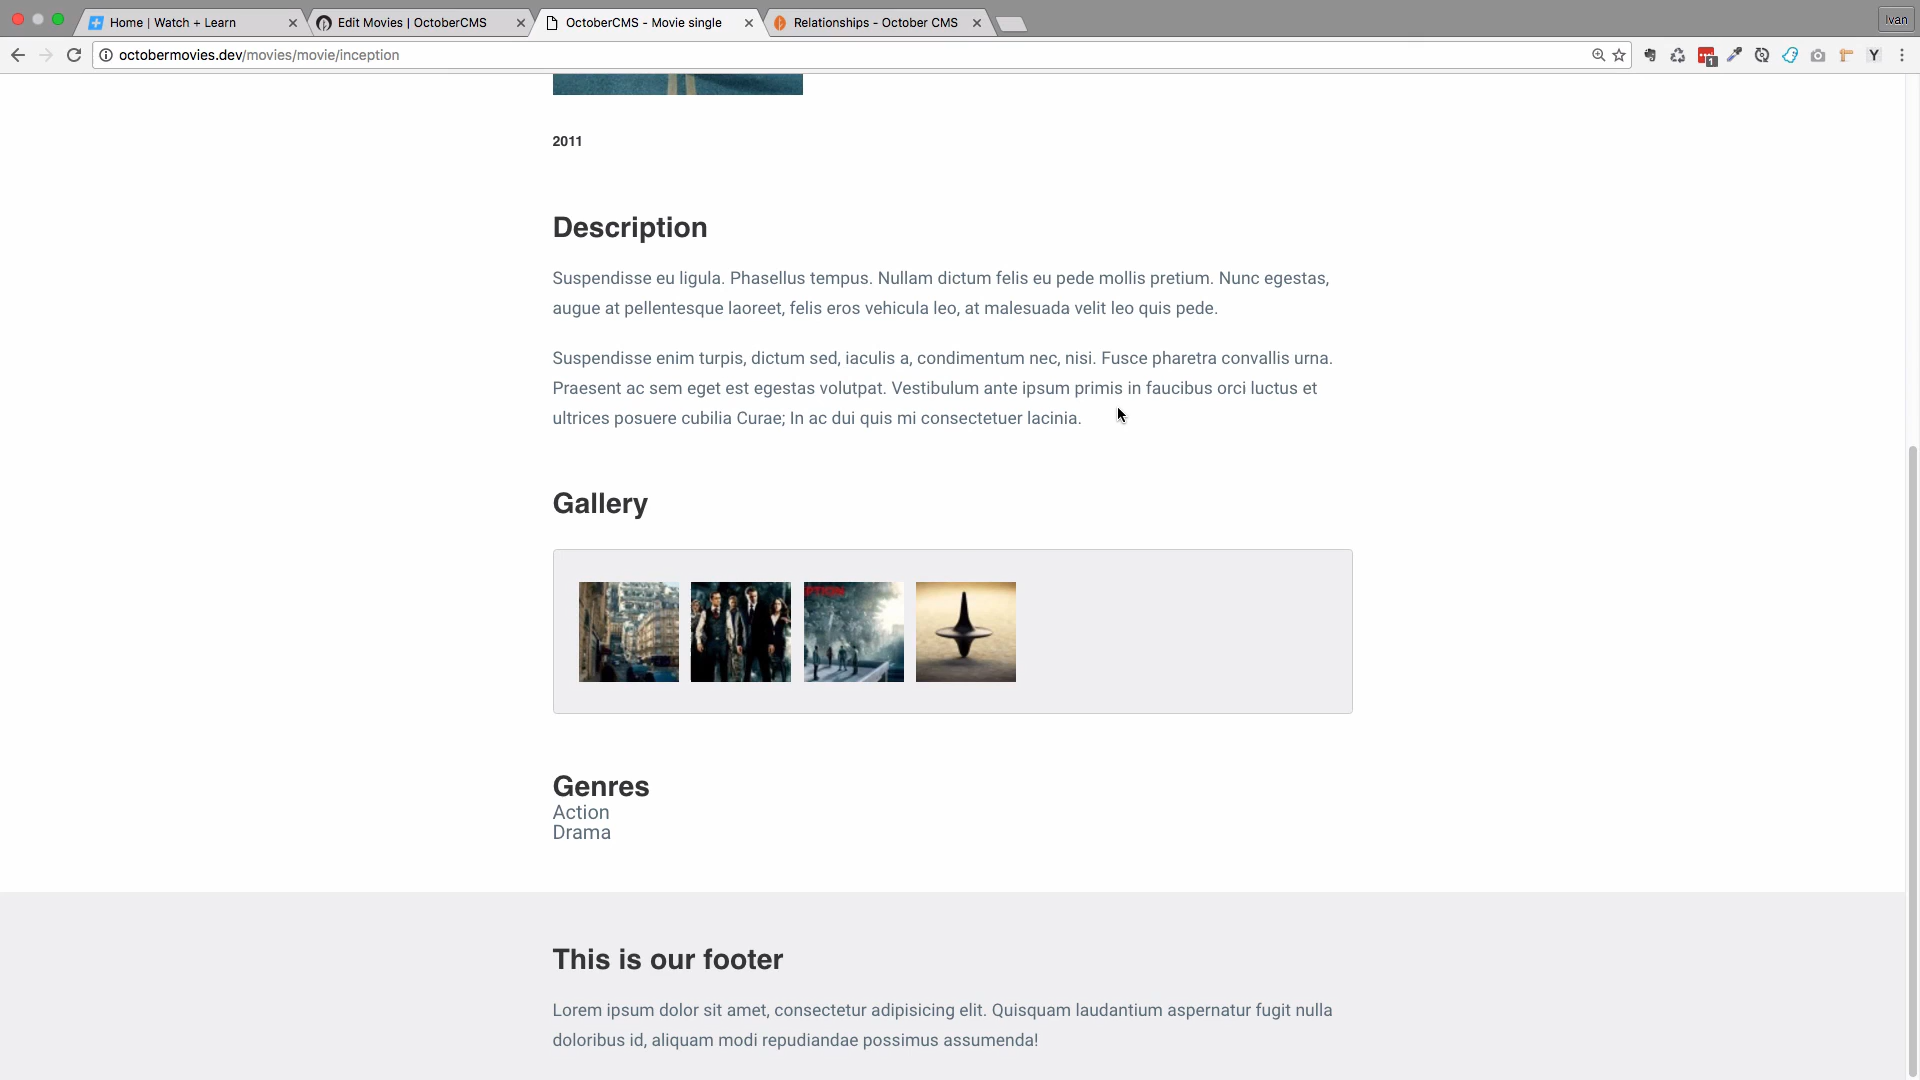 Home | Watch + Learn
Edit Movies | OctoberCMS
OctoberCMS - Movie single
Relationships - October CMS
Ivan
octobermovies.dev/movies/movie/inception
1
2011
Description
Suspendisse eu ligula. Phasellus tempus. Nullam dictum felis eu pede mollis pretium. Nunc egestas,
augue at pellentesque laoreet, felis eros vehicula leo, at malesuada velit leo quis pede.
Suspendisse enim turpis, dictum sed, iaculis a, condimentum nec, nisi. Fusce pharetra convallis urna.
Praesent ac sem eget est egestas volutpat. Vestibulum ante ipsum primis in faucibus orci luctus et
ultrices posuere cubilia Curae; In ac dui quis mi consectetuer lacinia.
Gallery
PTION
Genres
Action
Drama
This is our footer
Lorem ipsum dolor sit amet, consectetur adipisicing elit. Quisquam laudantium aspernatur fugit nulla
doloribus id, aliquam modi repudiandae possimus assumenda!